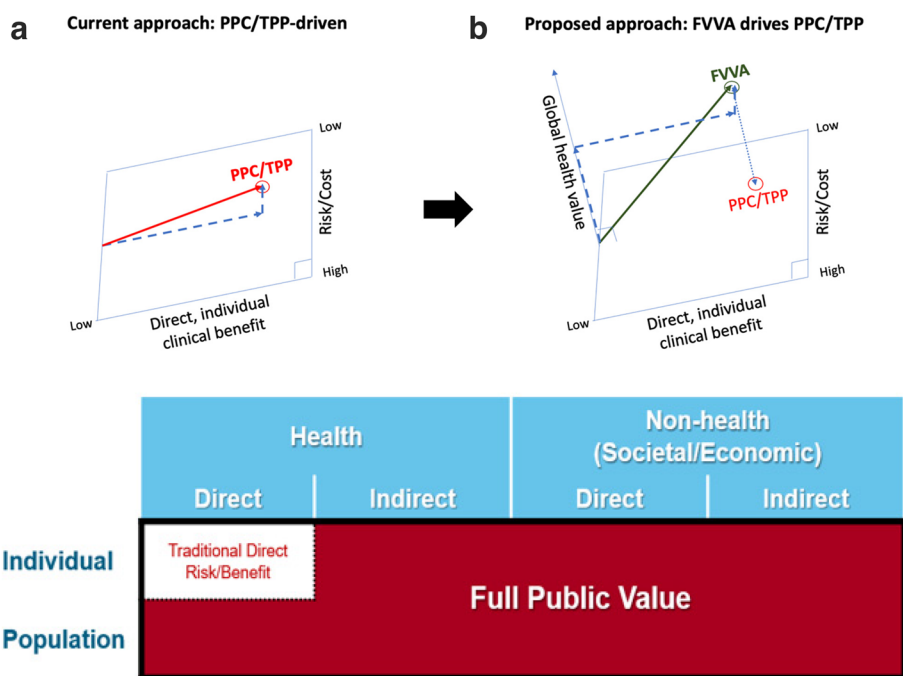 a
Current approach: PPC/TPP-driven
Low
PPC/TPP
Risk/Cost
High
Low
Direct, individual
clinical benefit
b
Proposed approach: FVVA drives PPC/TPP
FVVA
Global health value
Low
PPC/TPP
Risk/Cost
High
Low
Direct, individual
clinical benefit
Health
Non-health
(Societal/Economic)
Direct
Indirect
Direct
Indirect
Individual
Traditional Direct
Risk/Benefit
Full Public Value
Population